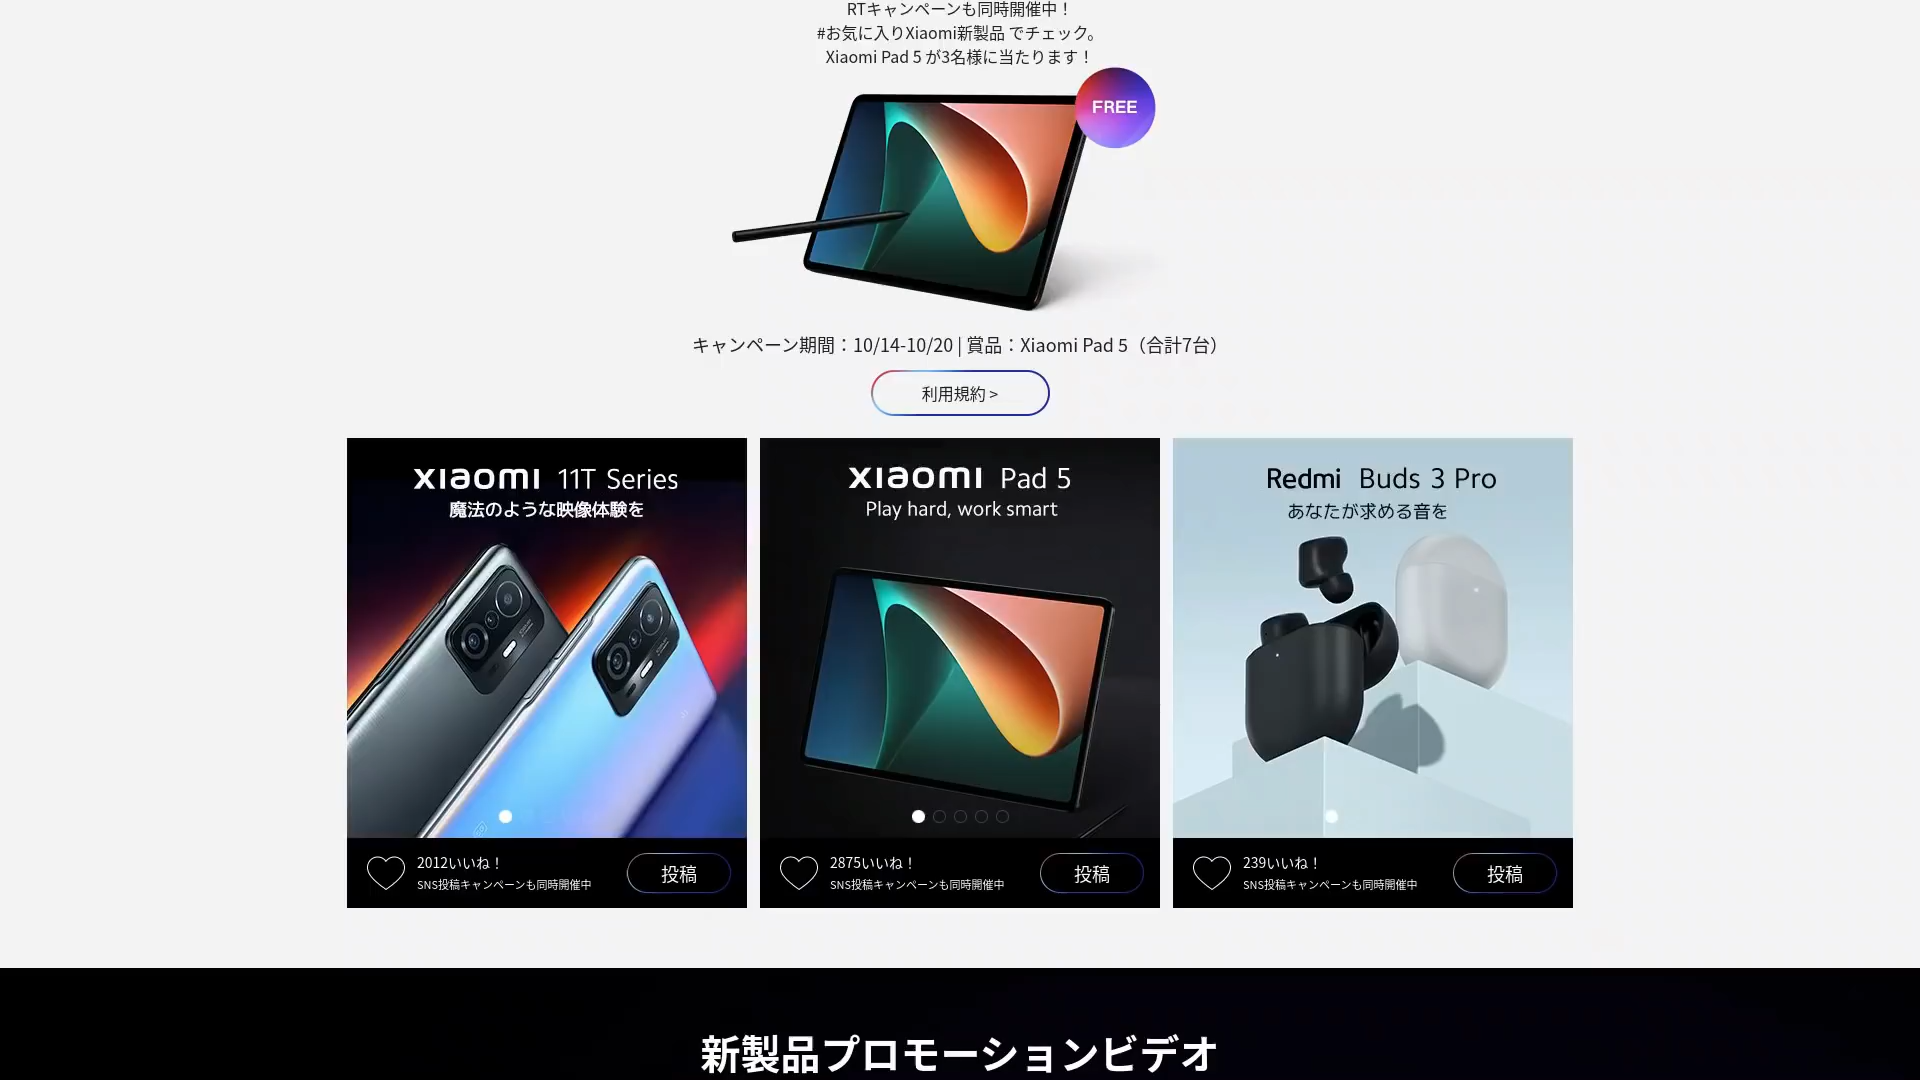 RTキャンペーンも同時開催中！
#お気に入りXiaomi新製品 でチェック。
Xiaomi Pad 5 が3名様に当たります！
FREE
キャンペーン期間：10/14-10/20 | 賞品：Xiaomi Pad 5（合計7台）
利用規約 >
xiaomi 11T Series
魔法のような映像体験を
2012いいね！
SNS投稿キャンペーンも同時開催中
投稿
xiaomi Pad 5
Play hard, work smart
2875いいね！
SNS投稿キャンペーンも同時開催中
投稿
Redmi Buds 3 Pro
あなたが求める音を
239いいね！
SNS投稿キャンペーンも同時開催中
投稿
新製品プロモーションビデオ